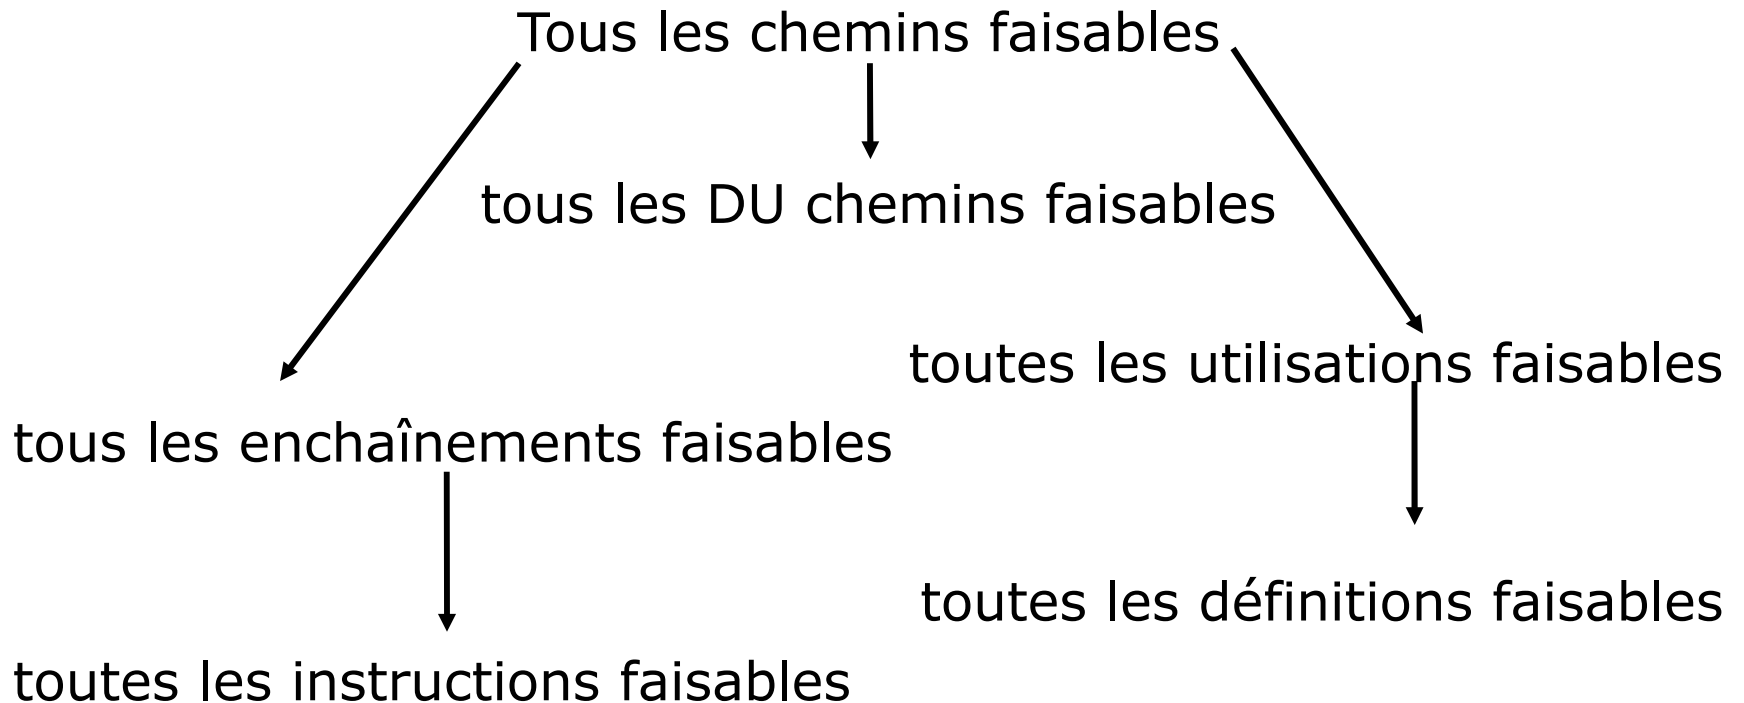 Tous les chemins faisables
tous les DU chemins faisables
toutes les utilisations faisables
tous les enchaînements faisables
toutes les définitions faisables
toutes les instructions faisables